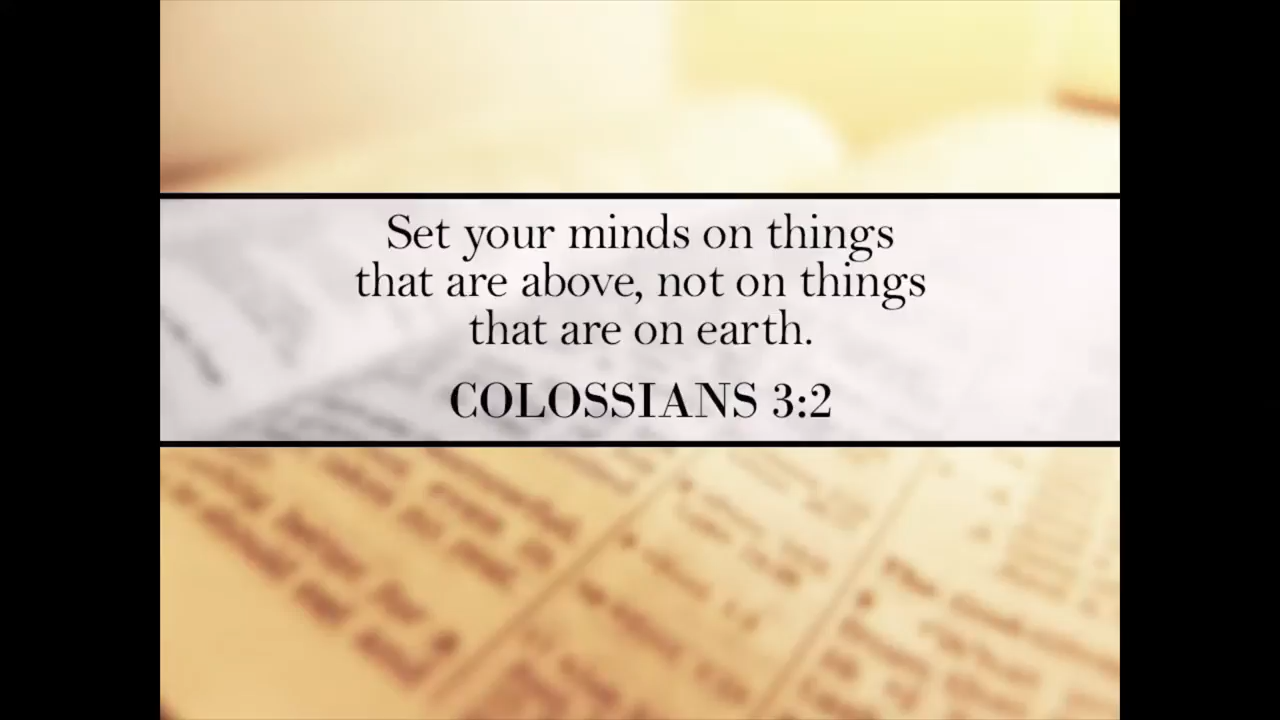 Set your minds on things
that are above, not on things
that are on earth.
COLOSSIANS 3:2